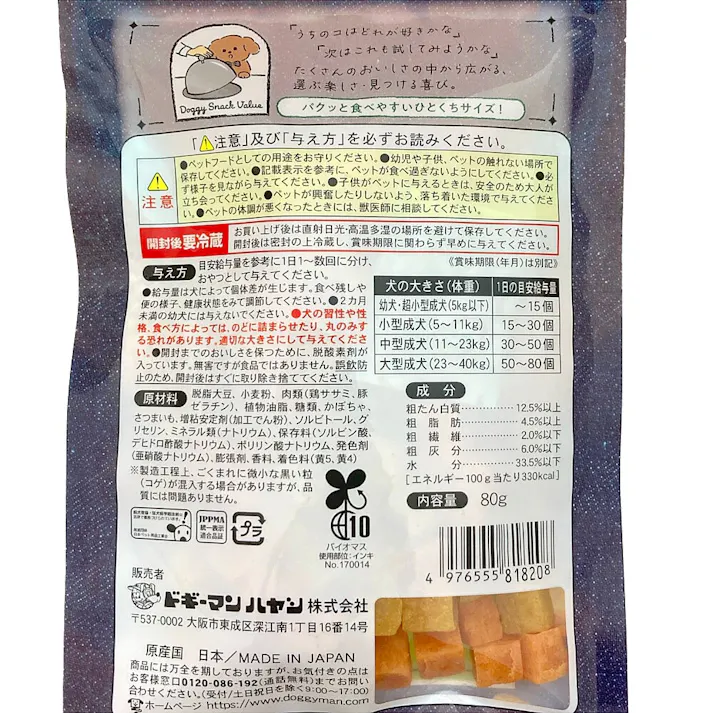 「うちのコはどれが好きかな」
「次はこれも試してみようかな」
たくさんのおいしさの中から広がる、
選ぶ楽しさ・見つける喜び。
Doggy Snack Value
パクッと食べやすいひとくちサイズ！
「⚠注意」及び「与え方」を必ずお読みください。
注意
●ペットフードとしての用途をお守りください。●幼児や子供、ペットの触れない場所で
保存してください。●記載表示を参考に、ペットが食べ過ぎないようにしてください。●必
ず様子を見ながら与えてください。●子供がペットに与えるときは、安全のため大人が
立ち会ってください。●ペットが興奮したりしないよう、落ち着いた環境で与えてください。
●ペットの体調が悪くなったときには、獣医師に相談してください。
開封後要冷蔵
お買い上げ後は直射日光・高温多湿の場所を避けて保存してください。
開封後は密封の上冷蔵し、賞味期限に関わらず早めに与えてください。
与え方
目安給与量を参考に1日1〜数回に分け、
おやつとして与えてください。
●給与量は犬によって個体差が生じます。食べ残しや
便の様子、健康状態をみて調節してください。●2カ月
未満の幼犬には与えないでください。●犬の習性や性
格、食べ方によっては、のどに詰まらせたり、丸のみす
る恐れがあります。適切な大きさにして与えてくださ
い。●開封までのおいしさを保つために、脱酸素剤が
入っています。無害ですが食品ではありません。誤飲防
止のため、開封後はすぐに取り除き捨ててください。
《賞味期限（年/月）は別記》
犬の大きさ（体重） 1日の目安給与量
幼犬・超小型成犬（5kg以下） 〜15個
小型成犬（5〜11kg） 15〜30個
中型成犬（11〜23kg） 30〜50個
大型成犬（23〜40kg） 50〜80個
原材料
脱脂大豆、小麦粉、肉類（鶏ササミ、豚
ゼラチン）、植物油脂、糖類、かぼちゃ、
さつまいも、増粘安定剤（加工でん粉）、ソルビトール、グ
リセリン、ミネラル類（ナトリウム）、保存料（ソルビン酸、
デヒドロ酢酸ナトリウム）、ポリリン酸ナトリウム、発色剤
（亜硝酸ナトリウム）、膨張剤、香料、着色料（黄5、黄4）
※製造工程上、ごくまれに微小な黒い粒
（コゲ）が混入する場合がありますが、品
質には問題ありません。
成分
粗たん白質 12.5%以上
粗脂肪 4.5%以上
粗繊維 2.0%以下
粗灰分 6.0%以下
水分 33.5%以下
[エネルギー100g当たり330kcal]
内容量 80g
JPPMA
統一表示
適合品証
プラ
10
バイオマス
使用部位:インキ
No.170014
4 976555 818208
販売者
ドギーマンハヤシ株式会社
〒537-0002 大阪市東成区深江南1丁目16番14号
原産国 日本/MADE IN JAPAN
商品には万全を期しておりますが、お気付きの点は
お客様窓口0120-086-192（通話無料）までお問い
合わせください。（受付/土日祝日を除く9:00〜17:00）
ホームページ https://www.doggyman.com/